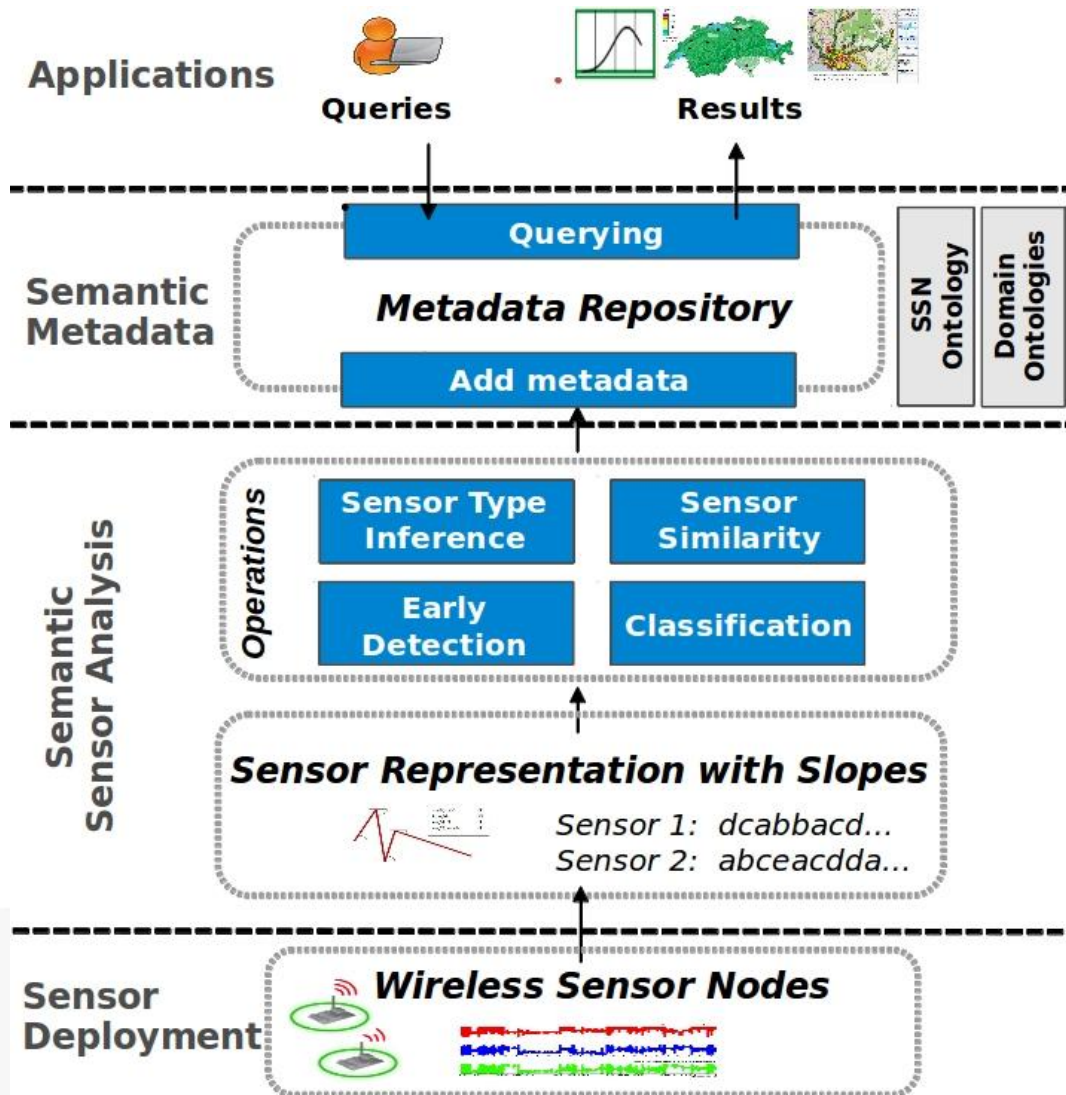 Applications
Queries
Results
Semantic
Metadata
Querying
Metadata Repository
Add metadata
SSN
Ontology
Domain
Ontologies
Semantic
Sensor Analysis
Operations
Sensor Type
Inference
Sensor
Similarity
Early
Detection
Classification
Sensor Representation with Slopes
Sensor 1: dcabbacd...
Sensor 2: abceacdda...
Sensor
Deployment
Wireless Sensor Nodes